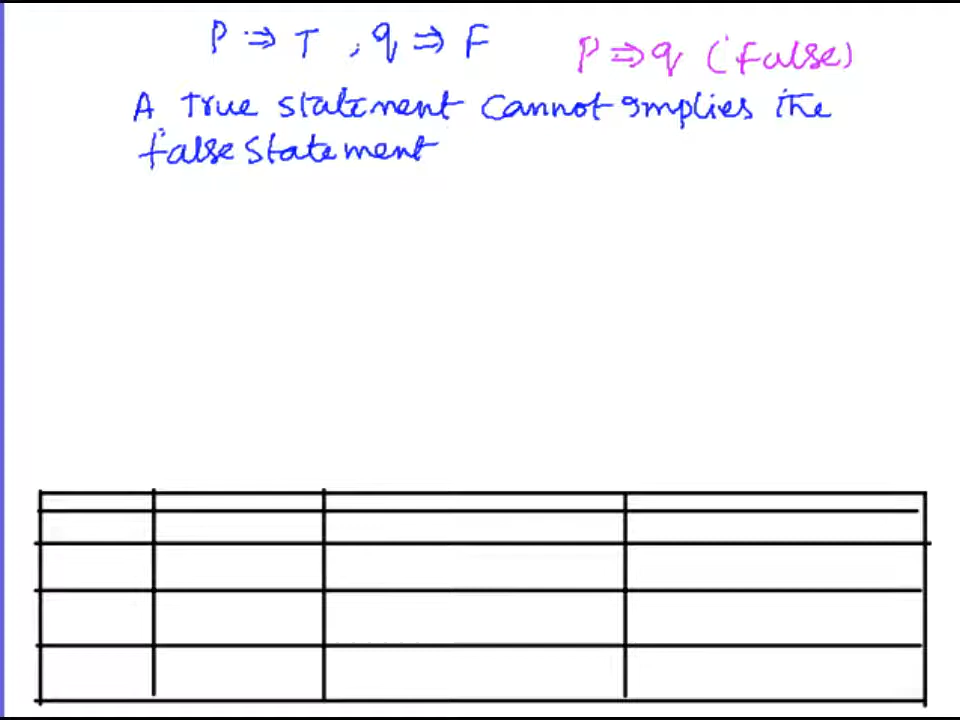 P ⇒ T , q ⇒ F P ⇒ q (false)
A true statement cannot implies the
false statement